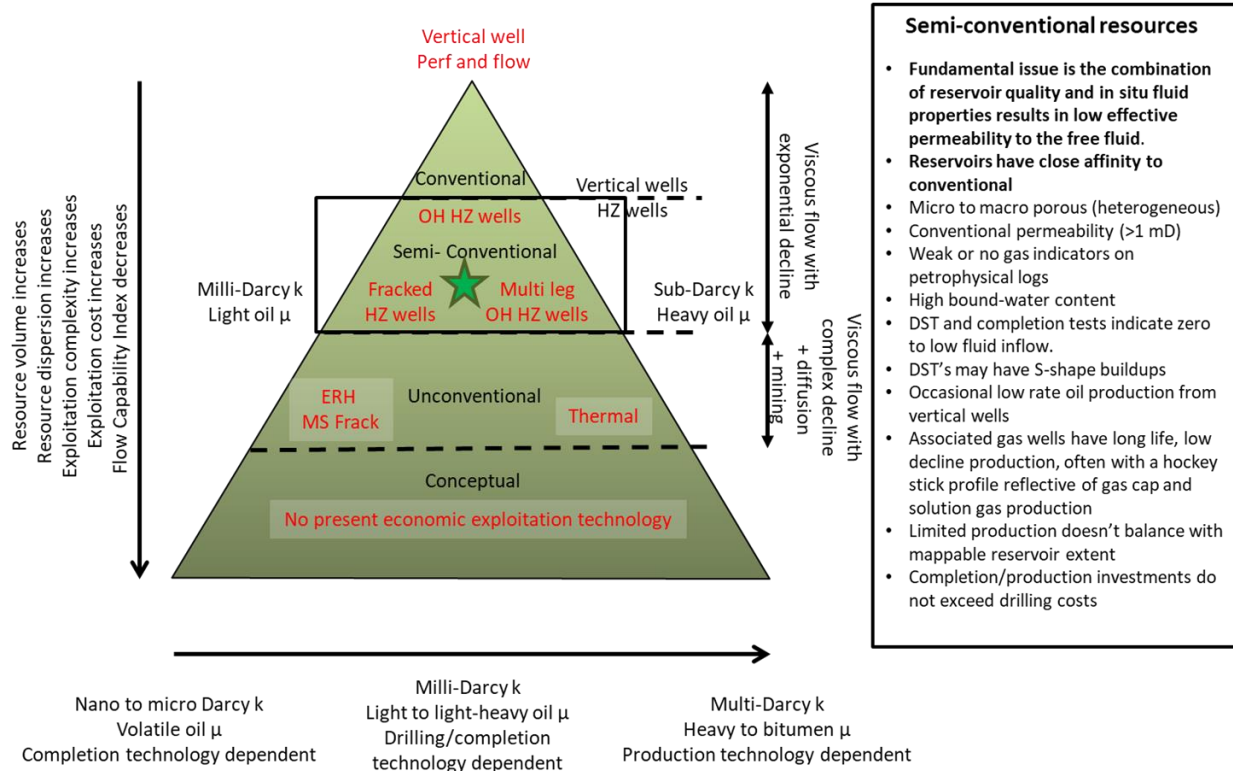 Vertical well
Perf and flow
Conventional
Vertical wells
HZ wells
OH HZ wells
Semi- Conventional
Milli-Darcy k
Light oil μ
Fracked
HZ wells
Multi leg
OH HZ wells
Sub-Darcy k
Heavy oil μ
ERH
MS Frack
Unconventional
Thermal
Conceptual
No present economic exploitation technology
Resource volume increases
Resource dispersion increases
Exploitation complexity increases
Exploitation cost increases
Flow Capability Index decreases
Viscous flow with
exponential decline
Viscous flow with
complex decline
+ diffusion
+ mining
Nano to micro Darcy k
Volatile oil μ
Completion technology dependent
Milli-Darcy k
Light to light-heavy oil μ
Drilling/completion
technology dependent
Multi-Darcy k
Heavy to bitumen μ
Production technology dependent
Semi-conventional resources
• Fundamental issue is the combination
of reservoir quality and in situ fluid
properties results in low effective
permeability to the free fluid.
• Reservoirs have close affinity to
conventional
• Micro to macro porous (heterogeneous)
• Conventional permeability (>1 mD)
• Weak or no gas indicators on
petrophysical logs
• High bound-water content
• DST and completion tests indicate zero
to low fluid inflow.
• DST's may have S-shape buildups
• Occasional low rate oil production from
vertical wells
• Associated gas wells have long life, low
decline production, often with a hockey
stick profile reflective of gas cap and
solution gas production
• Limited production doesn't balance with
mappable reservoir extent
• Completion/production investments do
not exceed drilling costs